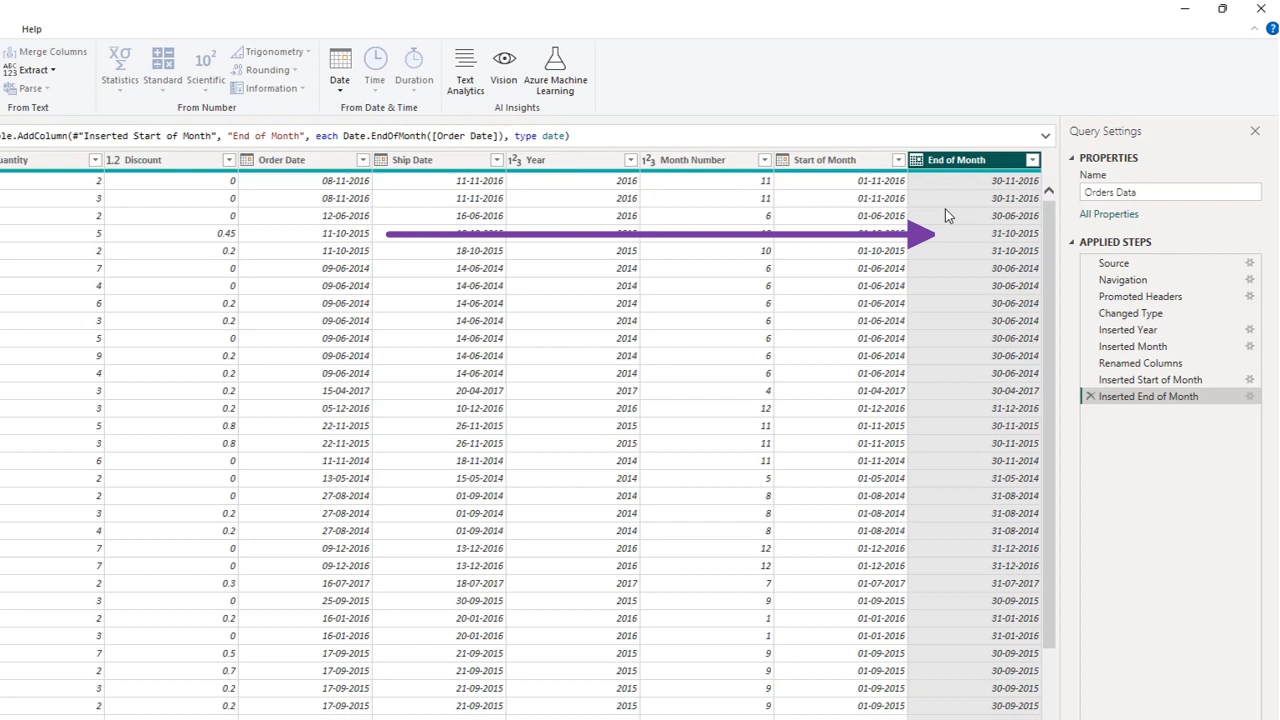 Help
Merge Columns
Extract
Parse
From Text
Statistics
Standard
Scientific
Trigonometry
Rounding
Information
From Number
Date
Time
Duration
From Date & Time
Text Analytics
Vision
Azure Machine Learning
AI Insights
le.AddColumn(#"Inserted Start of Month", "End of Month", each Date.EndOfMonth([Order Date]), type date)
uantity 1.2 Discount Order Date Ship Date 1²3 Year 1²3 Month Number Start of Month End of Month
2 0 08-11-2016 11-11-2016 2016 11 01-11-2016 30-11-2016
3 0 08-11-2016 11-11-2016 2016 11 01-11-2016 30-11-2016
2 0 12-06-2016 16-06-2016 2016 6 01-06-2016 30-06-2016
5 0.45 11-10-2015 31-10-2015
2 0.2 11-10-2015 18-10-2015 2015 10 01-10-2015 31-10-2015
7 0 09-06-2014 14-06-2014 2014 6 01-06-2014 30-06-2014
4 0 09-06-2014 14-06-2014 2014 6 01-06-2014 30-06-2014
6 0.2 09-06-2014 14-06-2014 2014 6 01-06-2014 30-06-2014
3 0.2 09-06-2014 14-06-2014 2014 6 01-06-2014 30-06-2014
5 0 09-06-2014 14-06-2014 2014 6 01-06-2014 30-06-2014
9 0.2 09-06-2014 14-06-2014 2014 6 01-06-2014 30-06-2014
4 0.2 09-06-2014 14-06-2014 2014 6 01-06-2014 30-06-2014
3 0.2 15-04-2017 20-04-2017 2017 4 01-04-2017 30-04-2017
3 0.2 05-12-2016 10-12-2016 2016 12 01-12-2016 31-12-2016
5 0.8 22-11-2015 26-11-2015 2015 11 01-11-2015 30-11-2015
3 0.8 22-11-2015 26-11-2015 2015 11 01-11-2015 30-11-2015
6 0 11-11-2014 18-11-2014 2014 11 01-11-2014 30-11-2014
2 0 13-05-2014 15-05-2014 2014 5 01-05-2014 31-05-2014
2 0 27-08-2014 01-09-2014 2014 8 01-08-2014 31-08-2014
3 0.2 27-08-2014 01-09-2014 2014 8 01-08-2014 31-08-2014
4 0.2 27-08-2014 01-09-2014 2014 8 01-08-2014 31-08-2014
7 0 09-12-2016 13-12-2016 2016 12 01-12-2016 31-12-2016
7 0 09-12-2016 13-12-2016 2016 12 01-12-2016 31-12-2016
2 0.3 16-07-2017 18-07-2017 2017 7 01-07-2017 31-07-2017
3 0 25-09-2015 30-09-2015 2015 9 01-09-2015 30-09-2015
2 0.2 16-01-2016 20-01-2016 2016 1 01-01-2016 31-01-2016
3 0 16-01-2016 20-01-2016 2016 1 01-01-2016 31-01-2016
7 0.5 17-09-2015 21-09-2015 2015 9 01-09-2015 30-09-2015
2 0.7 17-09-2015 21-09-2015 2015 9 01-09-2015 30-09-2015
3 0.2 17-09-2015 21-09-2015 2015 9 01-09-2015 30-09-2015
2 0.2 17-09-2015 21-09-2015 2015 9 01-09-2015 30-09-2015
Query Settings
PROPERTIES
Name
Orders Data
All Properties
APPLIED STEPS
Source
Navigation
Promoted Headers
Changed Type
Inserted Year
Inserted Month
Renamed Columns
Inserted Start of Month
Inserted End of Month